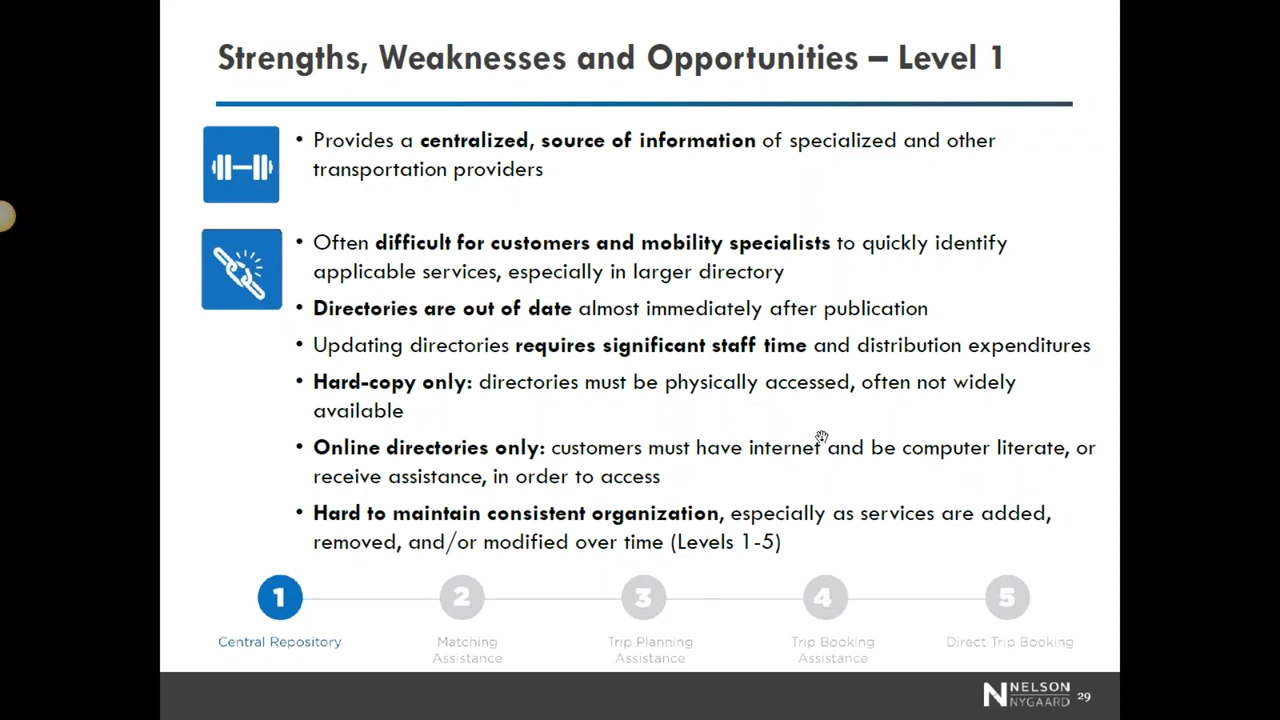 Strengths, Weaknesses and Opportunities – Level 1
• Provides a centralized, source of information of specialized and other
transportation providers
• Often difficult for customers and mobility specialists to quickly identify
applicable services, especially in larger directory
• Directories are out of date almost immediately after publication
• Updating directories requires significant staff time and distribution expenditures
• Hard-copy only: directories must be physically accessed, often not widely
available
• Online directories only: customers must have internet and be computer literate, or
receive assistance, in order to access
• Hard to maintain consistent organization, especially as services are added,
removed, and/or modified over time (Levels 1-5)
1 2 3 4 5
Central Repository
Matching
Assistance
Trip Planning
Assistance
Trip Booking
Assistance
Direct Trip Booking
N NELSON
NYGAARD
29